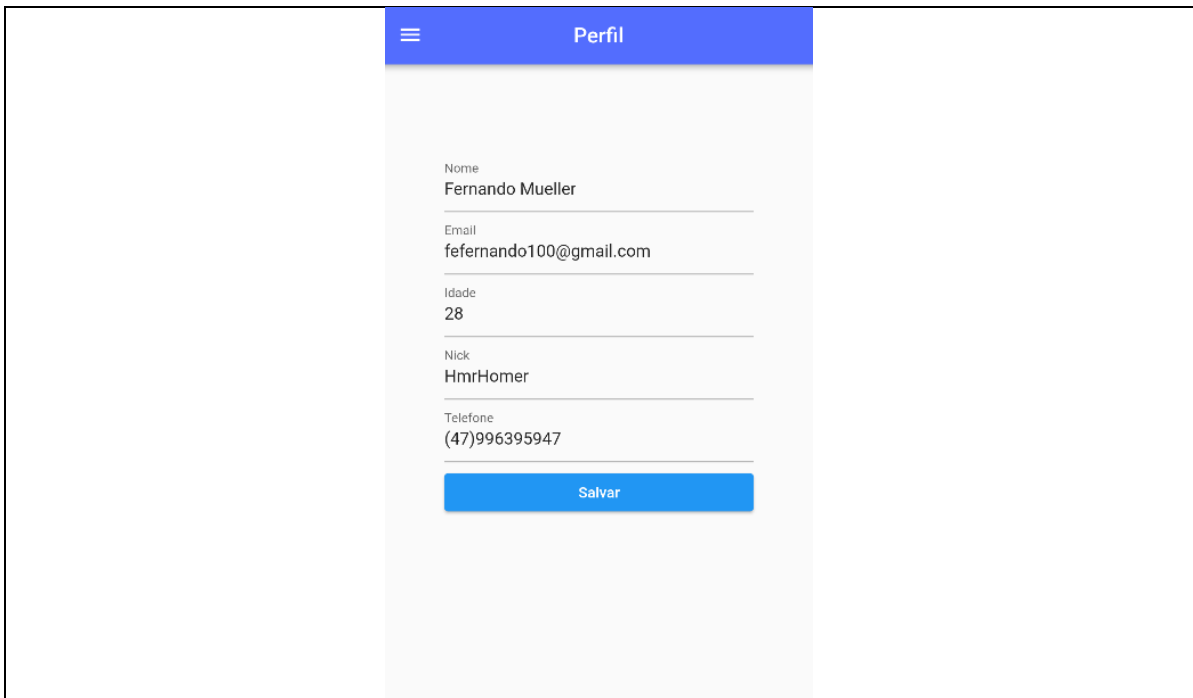 Perfil
Nome
Fernando Mueller
Email
fefernando100@gmail.com
Idade
28
Nick
HmrHomer
Telefone
(47)996395947
Salvar